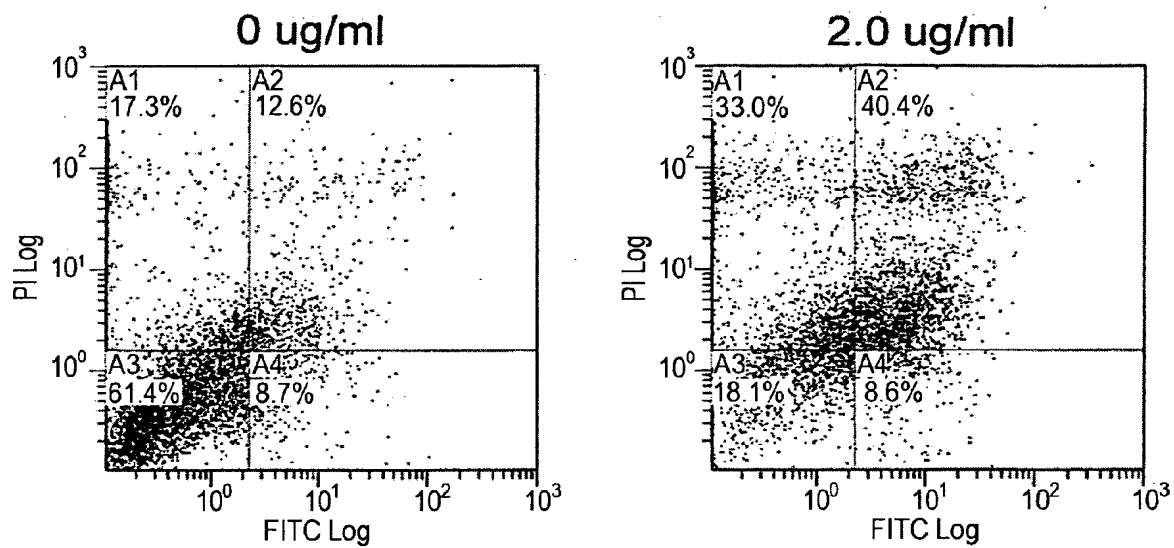 0 ug/ml
10³
A1
17.3%
A2
12.6%
10²
10¹
10⁰
A3
61.4%
A4
8.7%
PI Log
10⁰ 10¹ 10² 10³
FITC Log
2.0 ug/ml
10³
A1
33.0%
A2
40.4%
10²
10¹
10⁰
A3
18.1%
A4
8.6%
PI Log
10⁰ 10¹ 10² 10³
FITC Log